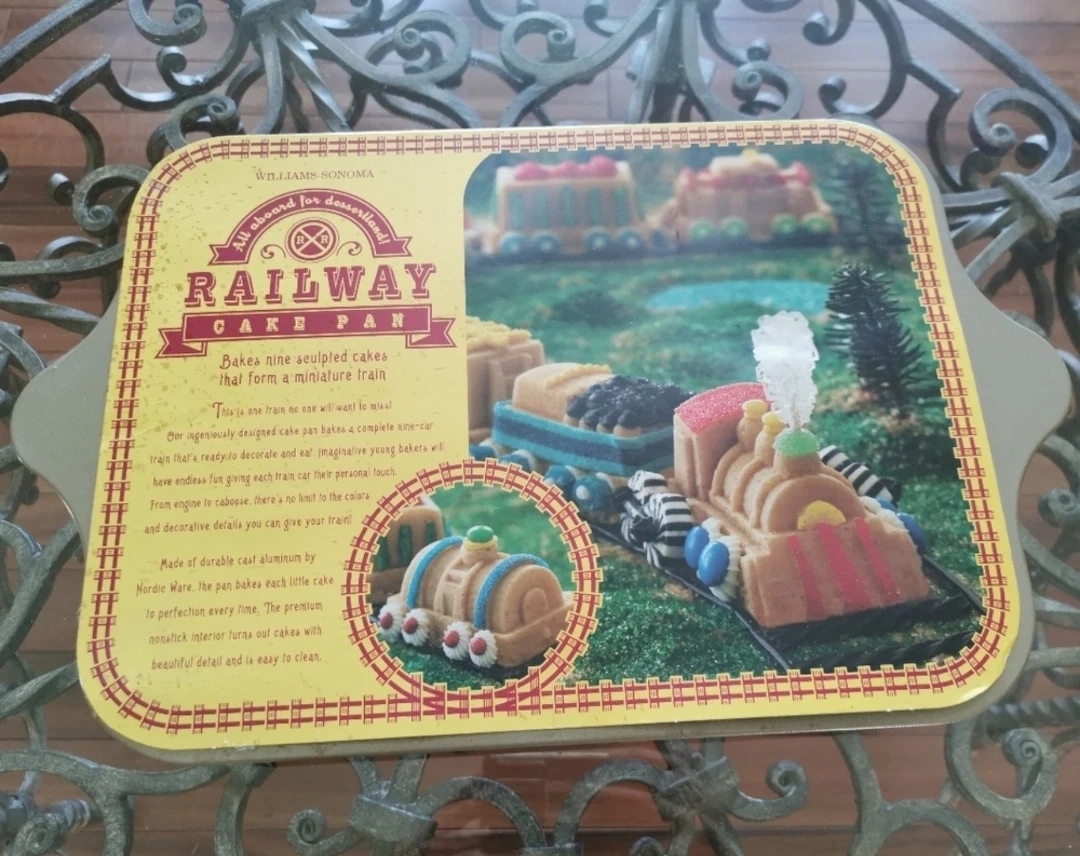 WILLIAMS-SONOMA
All aboard for dessertland!
R R
RAILWAY
CAKE PAN
Bakes nine sculpted cakes
that form a miniature train
This is one train no one will want to miss!
Our ingeniously designed cake pan bakes a complete nine-car
train that's ready to decorate and eat. Imaginative young bakers will
have endless fun giving each train car their personal touch.
From engine to caboose, there's no limit to the colors
and decorative details you can give your train!
Made of durable cast aluminum by
Nordic Ware, the pan bakes each little cake
to perfection every time. The premium
nonstick interior turns out cakes with
beautiful detail and is easy to clean.